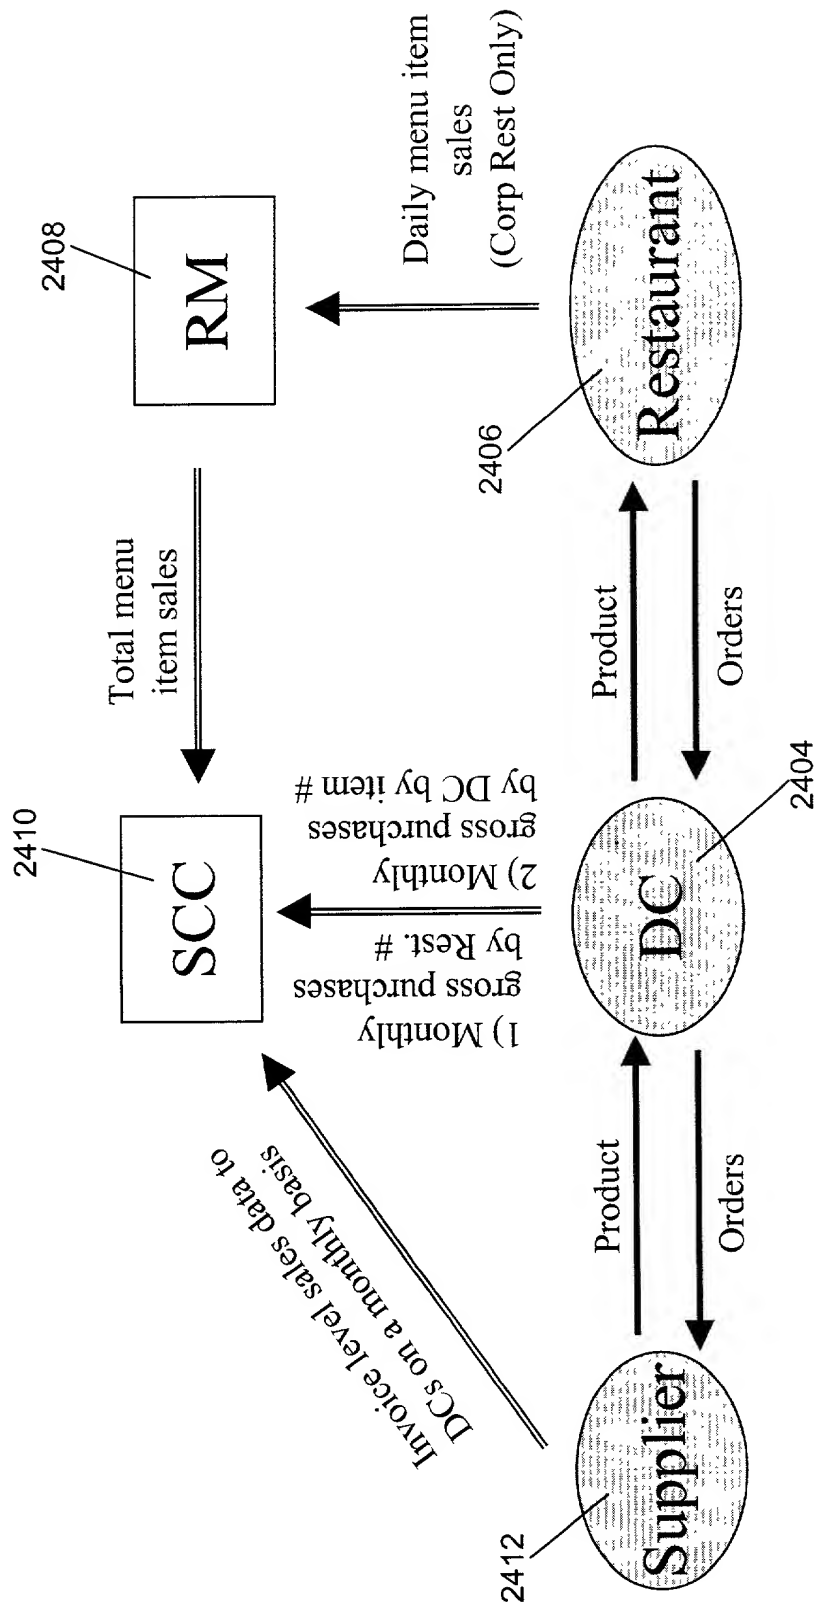 2410
SCC
2408
RM
Total menu
item sales
Invoice level sales data to
DCs on a monthly basis
1) Monthly
gross purchases
by Rest. #
2) Monthly
gross purchases
by DC by item #
Daily menu item
sales
(Corp Rest Only)
2412
Supplier
Product
Orders
DC
2404
Product
Orders
2406
Restaurant